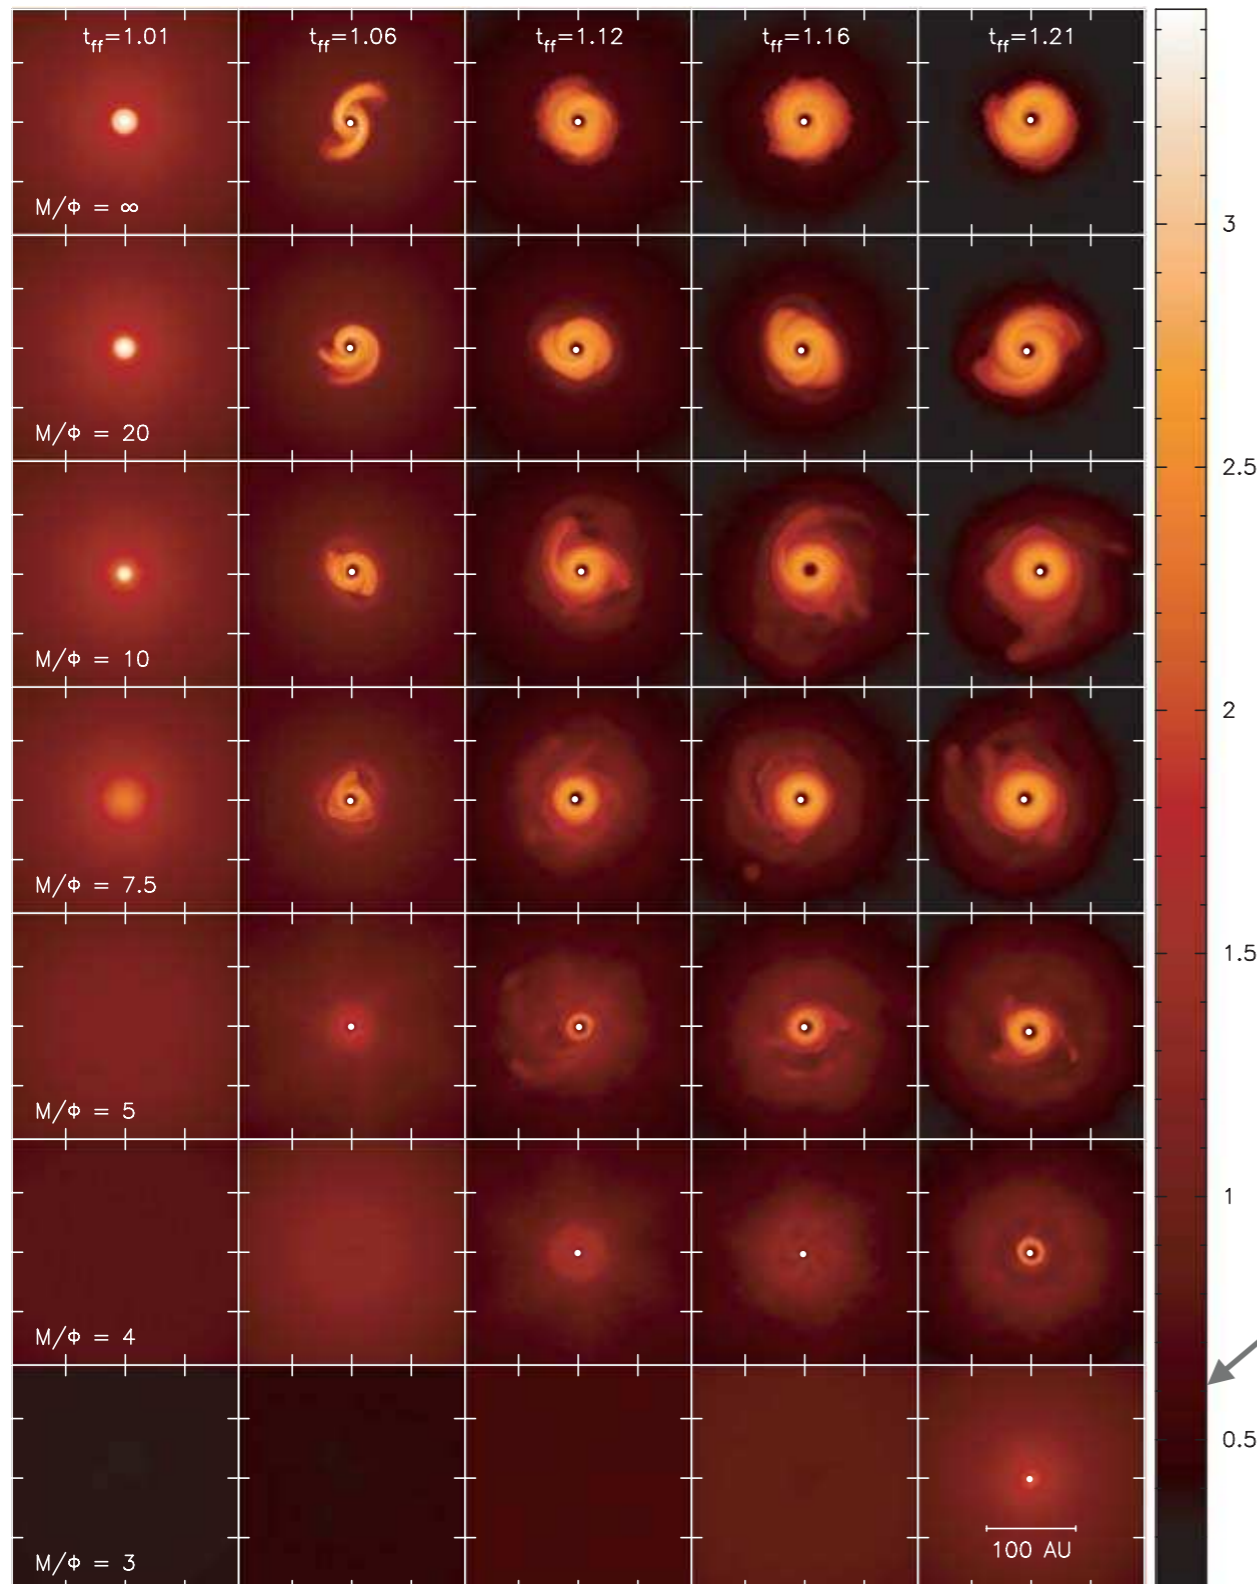 t_ff=1.01 t_ff=1.06 t_ff=1.12 t_ff=1.16 t_ff=1.21
M/Φ = ∞
3
M/Φ = 20
2.5
M/Φ = 10
2
M/Φ = 7.5
1.5
M/Φ = 5
1
M/Φ = 4
0.5
100 AU
M/Φ = 3